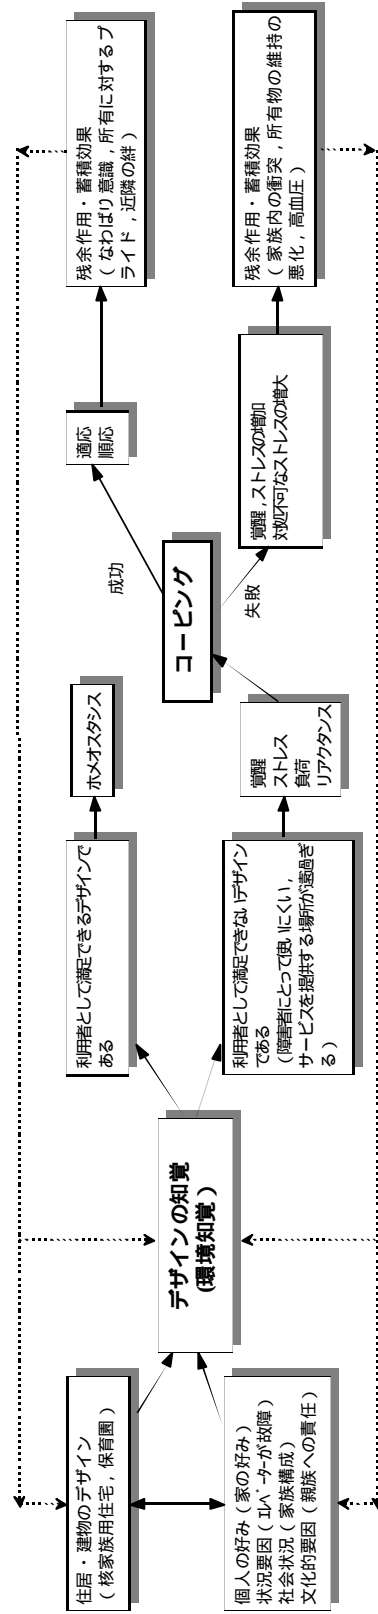 住居・建物のデザイン
（核家族用住宅，保育園）
個人の好み（家の好み）
状況要因（エレベーターが故障）
社会状況（家族構成）
文化的要因（親族への責任）
デザインの知覚
(環境知覚)
利用者として満足できるデザインで
ある
ホメオスタシス
利用者として満足できないデザイン
である
（障害者にとって使いにくい，
サービスを提供する場所が遠過ぎ
る）
覚醒
ストレス
負荷
リアクタンス
コーピング
成功
失敗
適応
順応
残余作用・蓄積効果
（なわばり意識，所有に対するプ
ライド，近隣の絆）
覚醒，ストレスの増加
対処不可なストレスの増大
残余作用・蓄積効果
（家族内の衝突，所有物の維持の
悪化，高血圧）